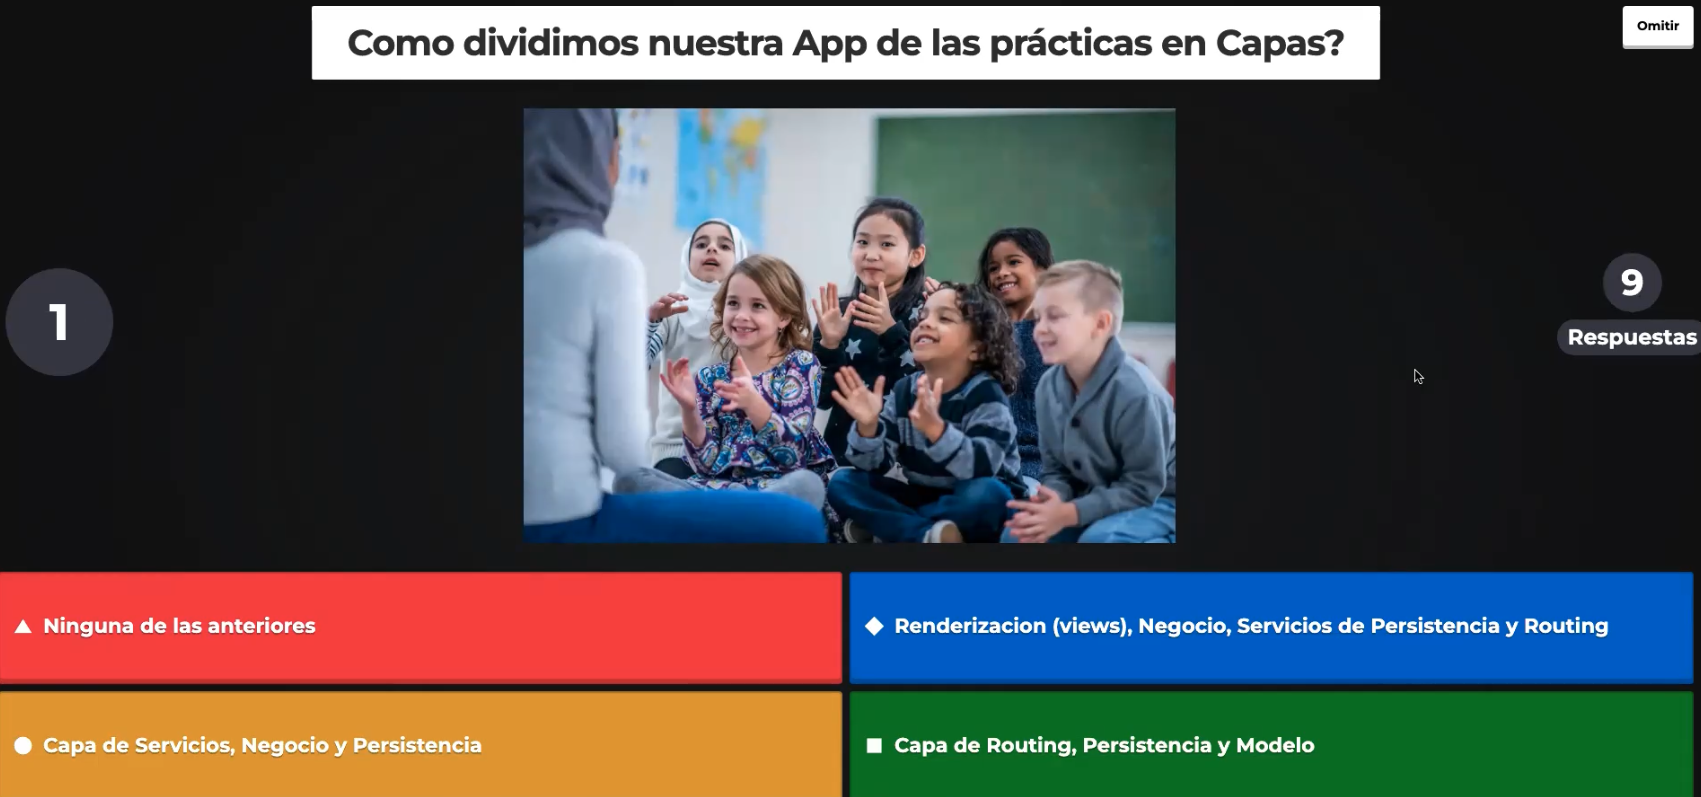 Como dividimos nuestra App de las prácticas en Capas?
Omitir
1
9
Respuestas
Ninguna de las anteriores
Renderizacion (views), Negocio, Servicios de Persistencia y Routing
Capa de Servicios, Negocio y Persistencia
Capa de Routing, Persistencia y Modelo